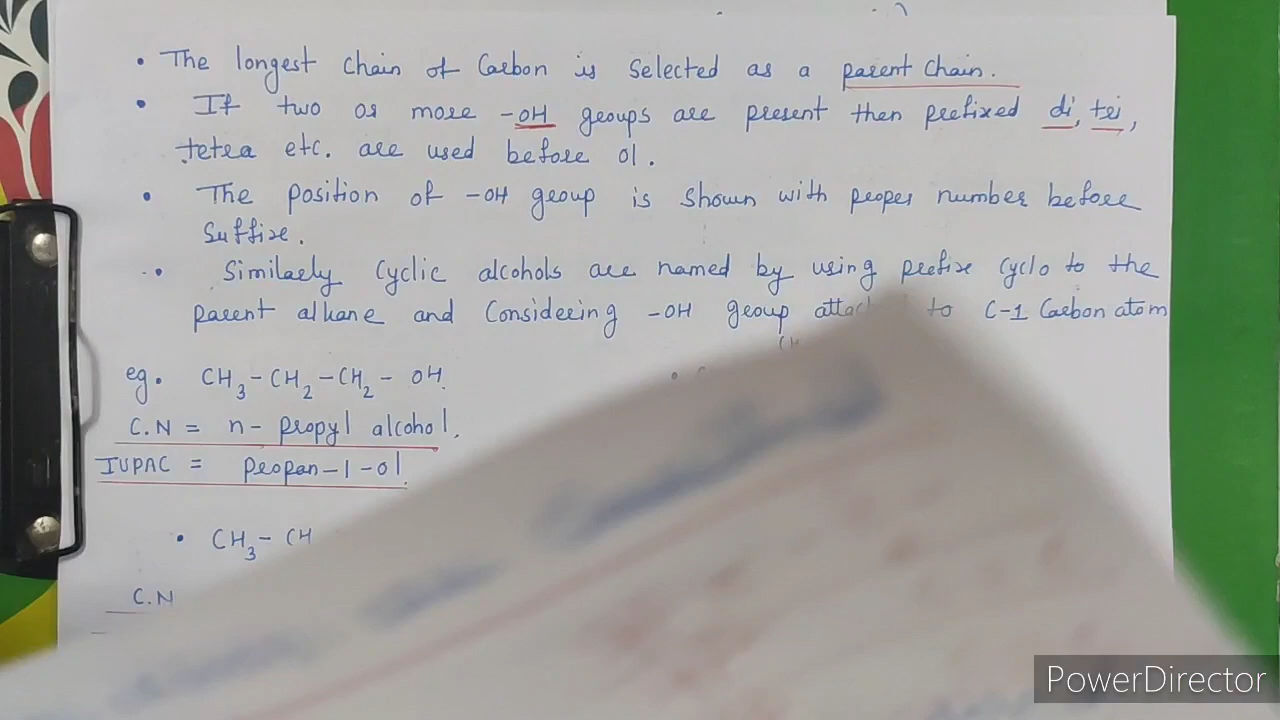 • The longest Chain of Carbon is Selected as a parent Chain.
• If two or more -OH groups are present then prefixed di, tri,
tetra etc. are used before ol.
• The position of -OH group is shown with proper number before
Suffixe.
• Similarly Cyclic alcohols are named by using prefixe Cyclo to the
parent alkane and Considering -OH group to C-1 Carbon atom
eg. CH₃-CH₂-CH₂-OH.
C.N = n- propyl alcohol.
IUPAC = propan-1-ol
• CH₃- CH
C.N
PowerDirector